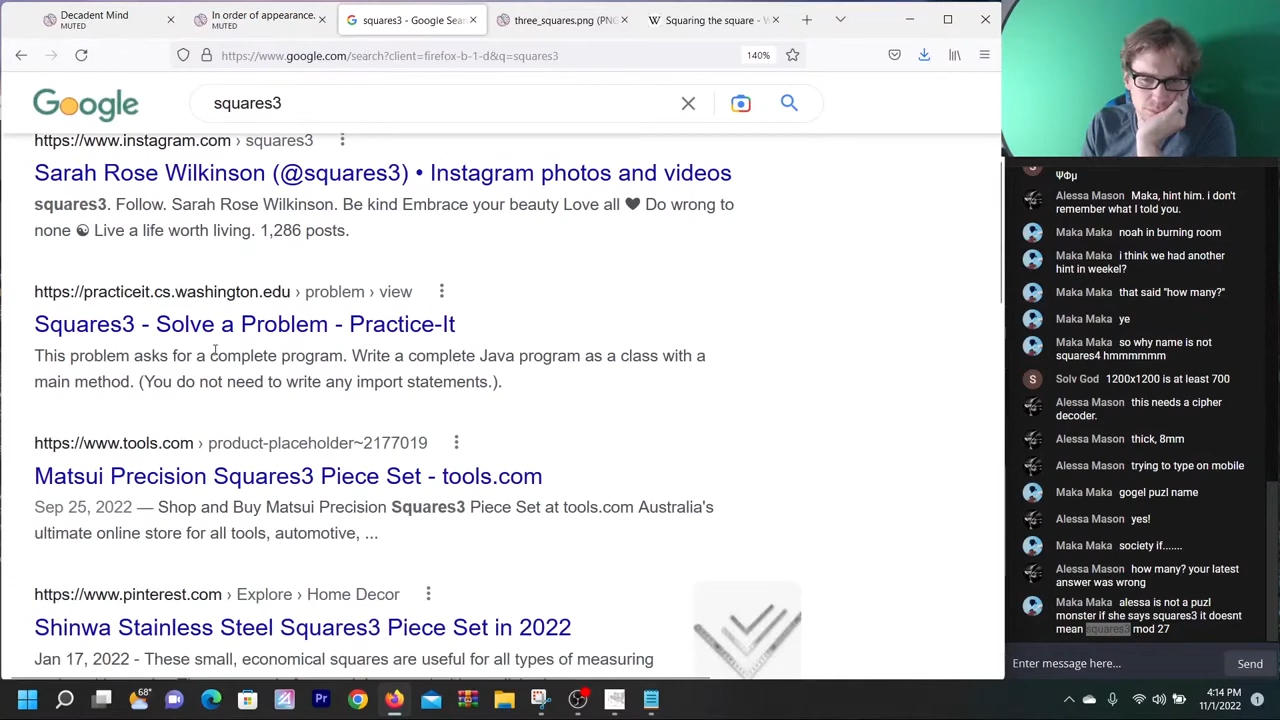 Decadent Mind
MUTED
In order of appearance.
MUTED
squares3 - Google Sear
three_squares.png (PNG
Squaring the square - W
https://www.google.com/search?client=firefox-b-1-d&q=squares3
140%
Google
squares3
https://www.instagram.com › squares3
Sarah Rose Wilkinson (@squares3) • Instagram photos and videos
squares3. Follow. Sarah Rose Wilkinson. Be kind Embrace your beauty Love all ♥ Do wrong to
none ☯ Live a life worth living. 1,286 posts.
https://practiceit.cs.washington.edu › problem › view
Squares3 - Solve a Problem - Practice-It
This problem asks for a complete program. Write a complete Java program as a class with a
main method. (You do not need to write any import statements.).
https://www.tools.com › product-placeholder~2177019
Matsui Precision Squares3 Piece Set - tools.com
Sep 25, 2022 — Shop and Buy Matsui Precision Squares3 Piece Set at tools.com Australia's
ultimate online store for all tools, automotive, ...
https://www.pinterest.com › Explore › Home Decor
Shinwa Stainless Steel Squares3 Piece Set in 2022
Jan 17, 2022 - These small, economical squares are useful for all types of measuring
ΨΦμ
Alessa Mason Maka, hint him. i don't
remember what I told you.
Maka Maka noah in burning room
Maka Maka i think we had another
hint in weekel?
Maka Maka that said "how many?"
Maka Maka ye
Maka Maka so why name is not
squares4 hmmmmmm
S Solv God 1200x1200 is at least 700
Alessa Mason this needs a cipher
decoder.
Alessa Mason thick, 8mm
Alessa Mason trying to type on mobile
Maka Maka gogel puzl name
Alessa Mason yes!
Maka Maka society if.......
Alessa Mason how many? your latest
answer was wrong
Maka Maka alessa is not a puzl
monster if she says squares3 it doesnt
mean squares3 mod 27
Enter message here...
Send
68°
Pr
4:14 PM
11/1/2022
1